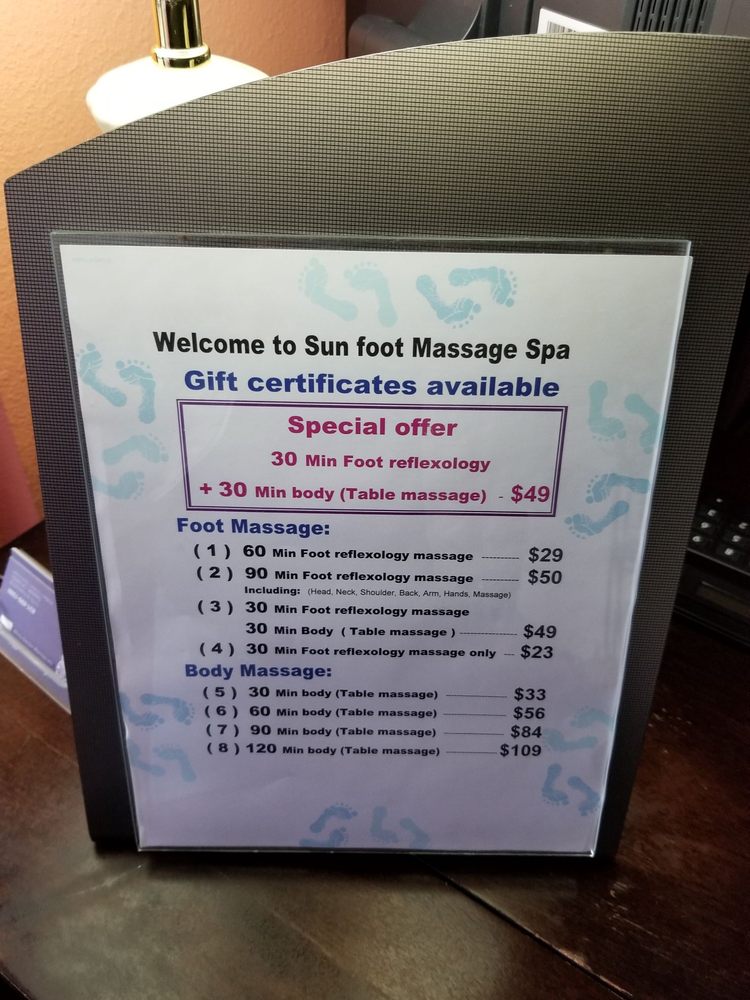 Welcome to Sun foot Massage Spa
Gift certificates available
Special offer
30 Min Foot reflexology
+ 30 Min body (Table massage) - $49
Foot Massage:
( 1 ) 60 Min Foot reflexology massage ---------- $29
( 2 ) 90 Min Foot reflexology massage ---------- $50
Including: (Head, Neck, Shoulder, Back, Arm, Hands, Massage)
( 3 ) 30 Min Foot reflexology massage
30 Min Body ( Table massage ) --------------- $49
( 4 ) 30 Min Foot reflexology massage only --- $23
Body Massage:
( 5 ) 30 Min body (Table massage) ---------------- $33
( 6 ) 60 Min body (Table massage) ---------------- $56
( 7 ) 90 Min body (Table massage) ---------------- $84
( 8 ) 120 Min body (Table massage) ------------- $109